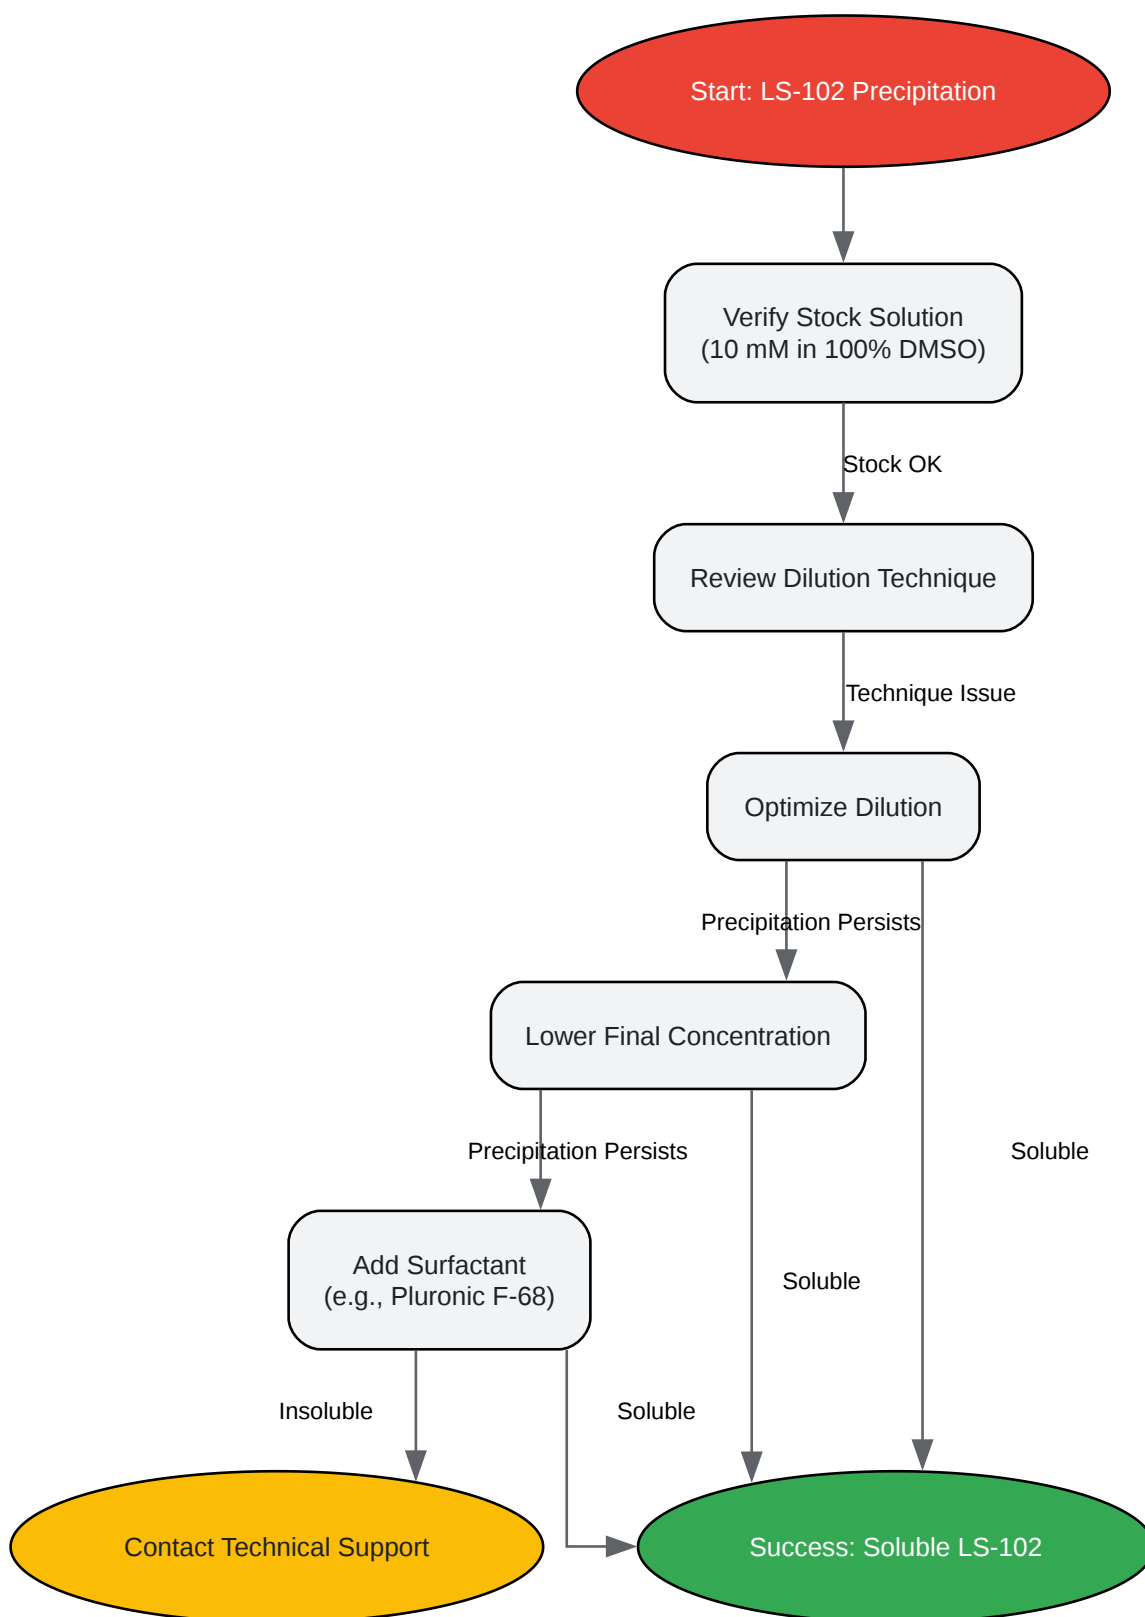 Start: LS-102 Precipitation
Verify Stock Solution
(10 mM in 100% DMSO)
Stock OK
Review Dilution Technique
Technique Issue
Optimize Dilution
Precipitation Persists
Lower Final Concentration
Precipitation Persists
Soluble
Add Surfactant
(e.g., Pluronic F-68)
Soluble
Insoluble
Soluble
Contact Technical Support
Success: Soluble LS-102